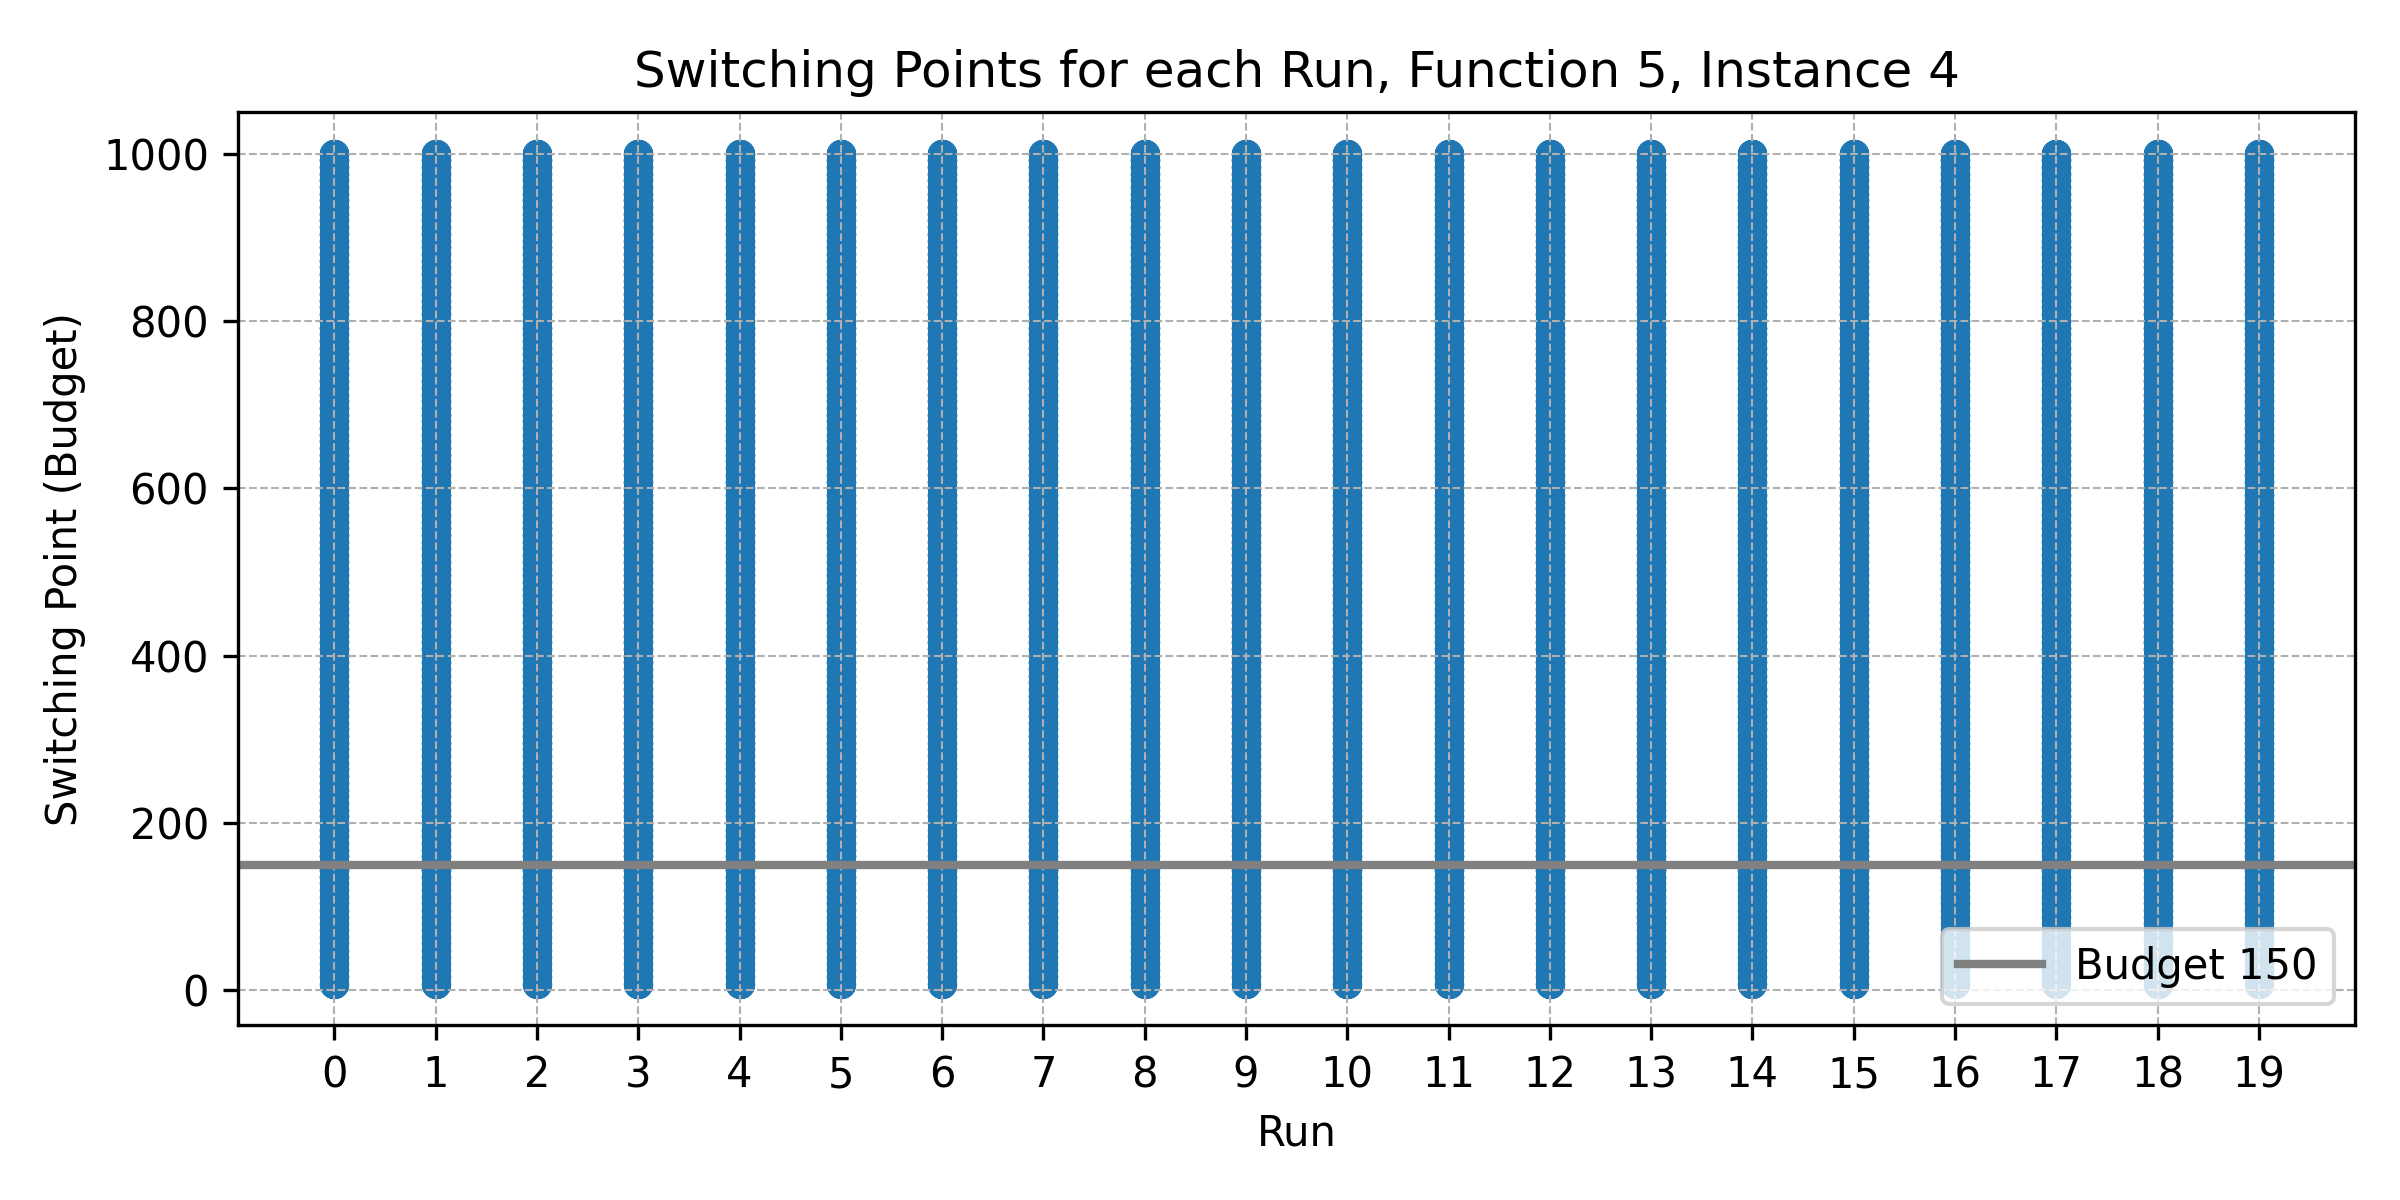 Switching Points for each Run, Function 5, Instance 4
Switching Point (Budget)
1000
800
600
400
200
0
Budget 150
0 1 2 3 4 5 6 7 8 9 10 11 12 13 14 15 16 17 18 19
Run